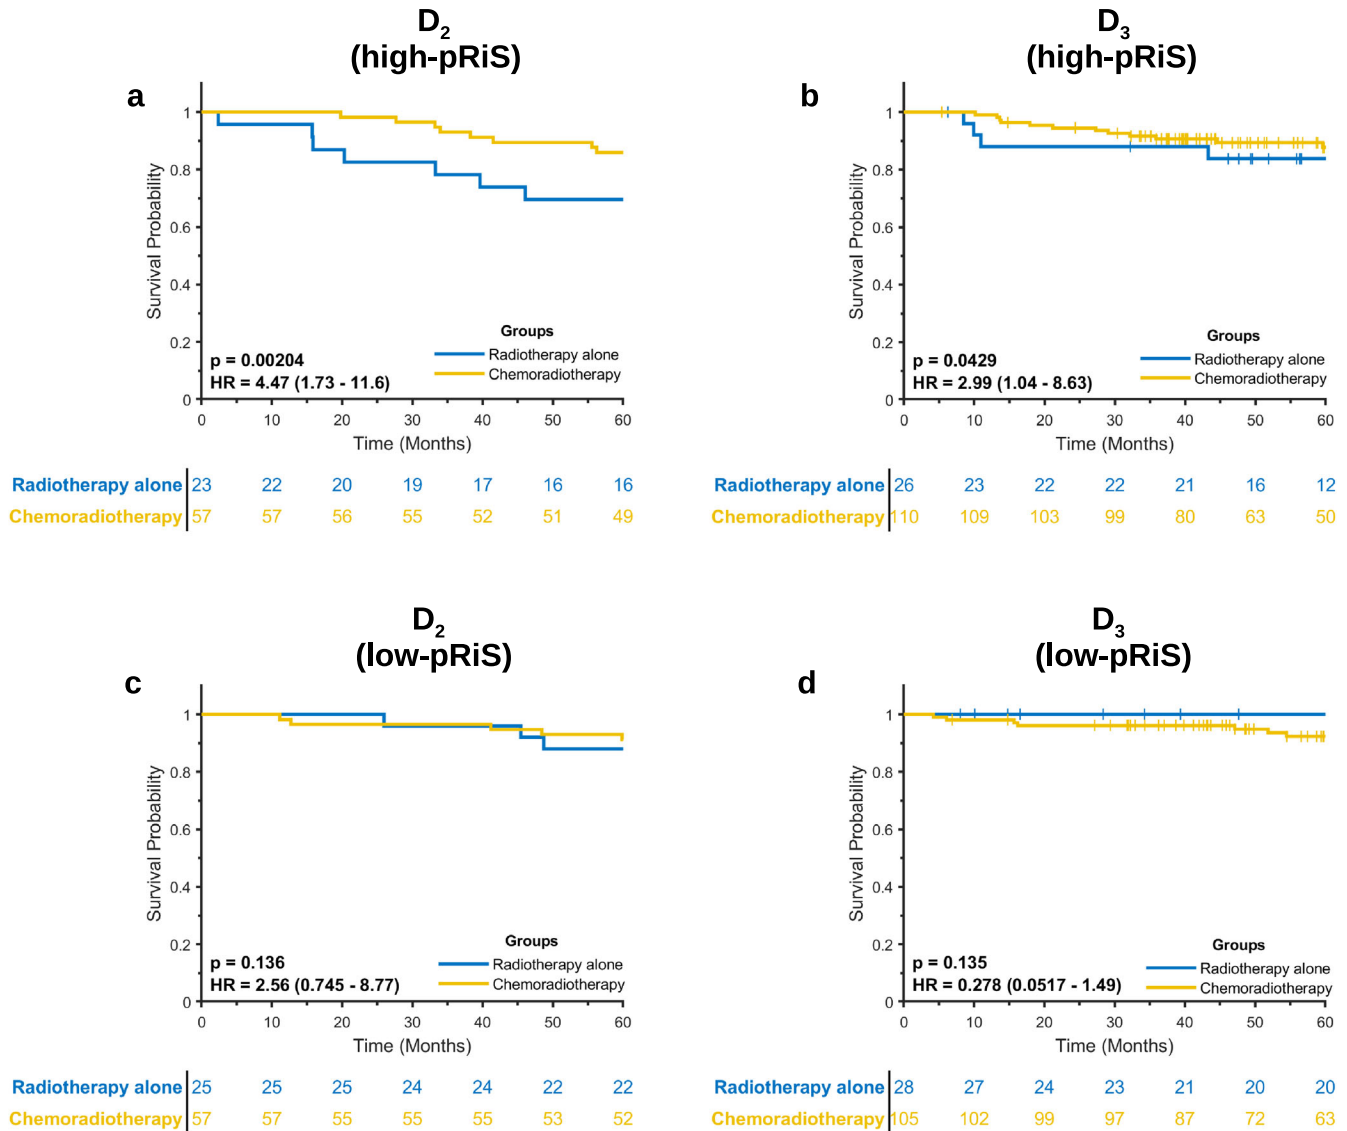 D2
(high-pRiS)
a
Survival Probability
1
0.8
0.6
0.4
0.2
0
Groups
p = 0.00204
Radiotherapy alone
HR = 4.47 (1.73 - 11.6)
Chemoradiotherapy
0 10 20 30 40 50 60
Time (Months)
Radiotherapy alone 23 22 20 19 17 16 16
Chemoradiotherapy 57 57 56 55 52 51 49
D3
(high-pRiS)
b
Survival Probability
1
0.8
0.6
0.4
0.2
0
Groups
p = 0.0429
Radiotherapy alone
HR = 2.99 (1.04 - 8.63)
Chemoradiotherapy
0 10 20 30 40 50 60
Time (Months)
Radiotherapy alone 26 23 22 22 21 16 12
Chemoradiotherapy 110 109 103 99 80 63 50
D2
(low-pRiS)
c
Survival Probability
1
0.8
0.6
0.4
0.2
0
Groups
p = 0.136
Radiotherapy alone
HR = 2.56 (0.745 - 8.77)
Chemoradiotherapy
0 10 20 30 40 50 60
Time (Months)
Radiotherapy alone 25 25 25 24 24 22 22
Chemoradiotherapy 57 57 55 55 55 53 52
D3
(low-pRiS)
d
Survival Probability
1
0.8
0.6
0.4
0.2
0
Groups
p = 0.135
Radiotherapy alone
HR = 0.278 (0.0517 - 1.49)
Chemoradiotherapy
0 10 20 30 40 50 60
Time (Months)
Radiotherapy alone 28 27 24 23 21 20 20
Chemoradiotherapy 105 102 99 97 87 72 63